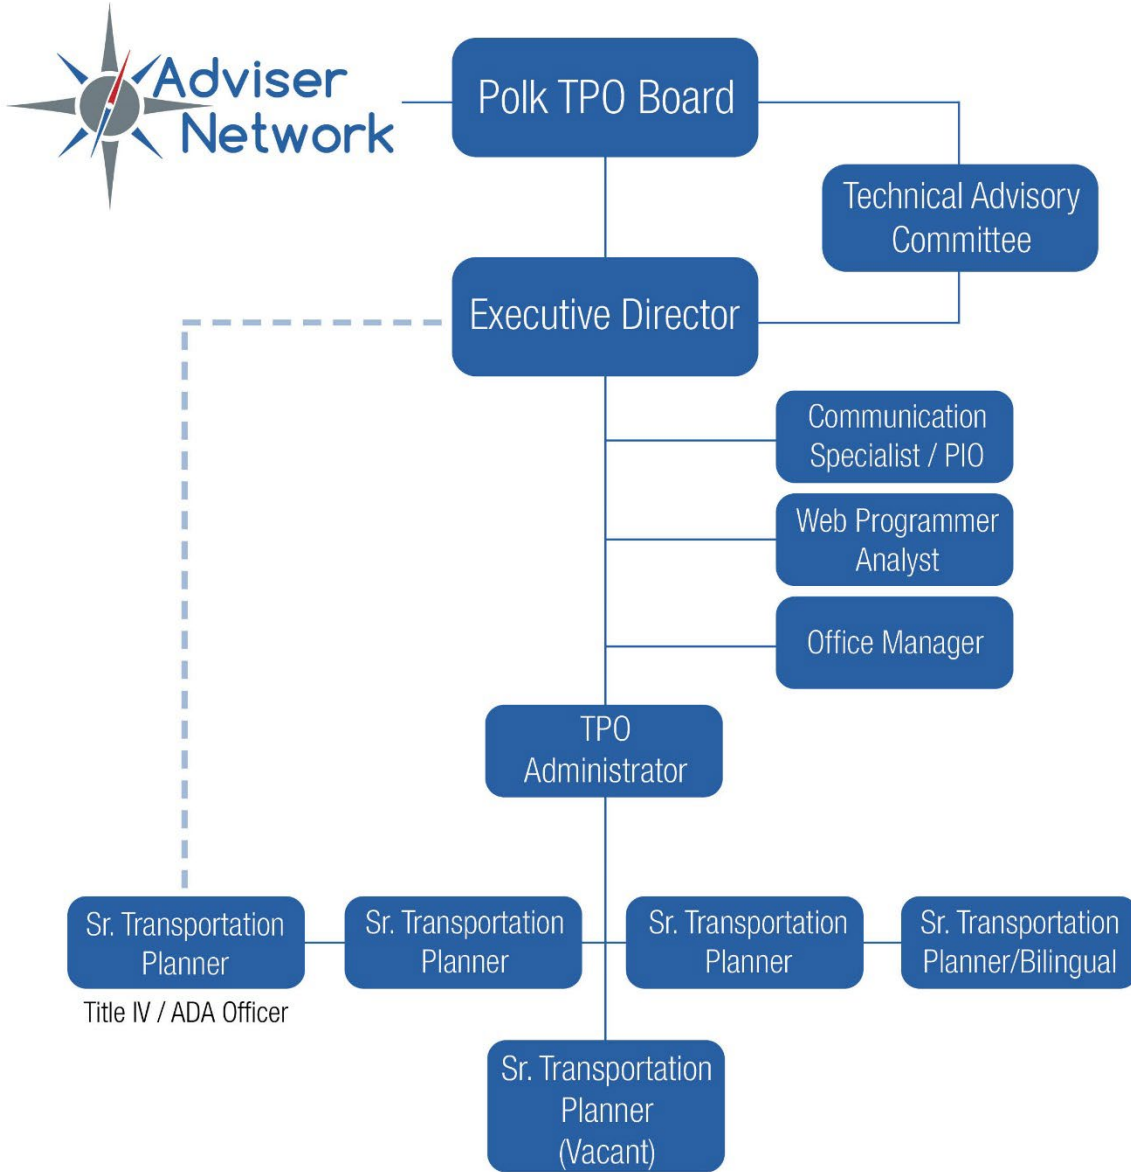 Adviser
Network
Polk TPO Board
Technical Advisory
Committee
Executive Director
Communication
Specialist / PIO
Web Programmer
Analyst
Office Manager
TPO
Administrator
Sr. Transportation
Planner
Title IV / ADA Officer
Sr. Transportation
Planner
Sr. Transportation
Planner
Sr. Transportation
Planner/Bilingual
Sr. Transportation
Planner
(Vacant)